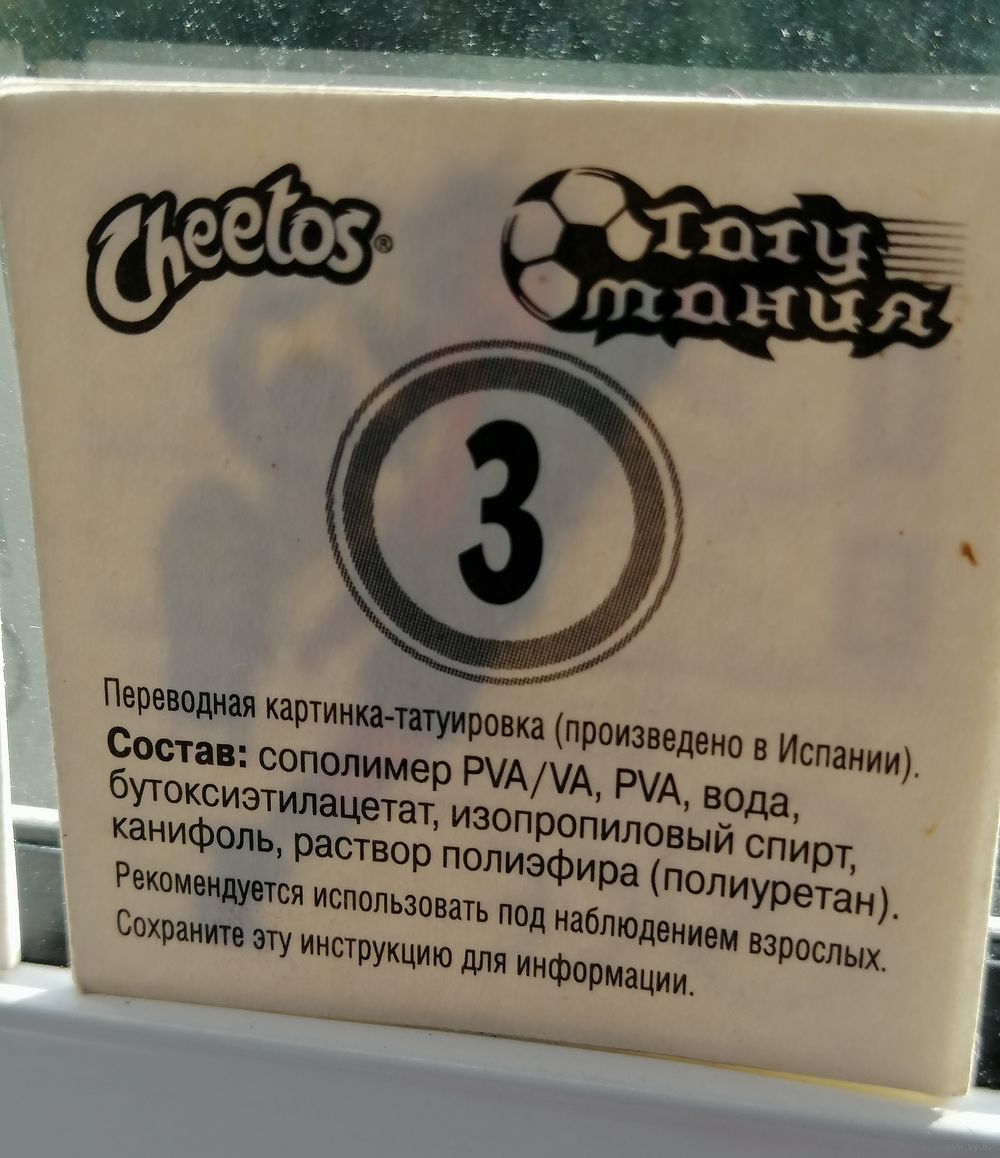 Cheetos®
Тату
мания
3
Переводная картинка-татуировка (произведено в Испании).
Состав: сополимер PVA/VA, PVA, вода,
бутоксиэтилацетат, изопропиловый спирт,
канифоль, раствор полиэфира (полиуретан).
Рекомендуется использовать под наблюдением взрослых.
Сохраните эту инструкцию для информации.